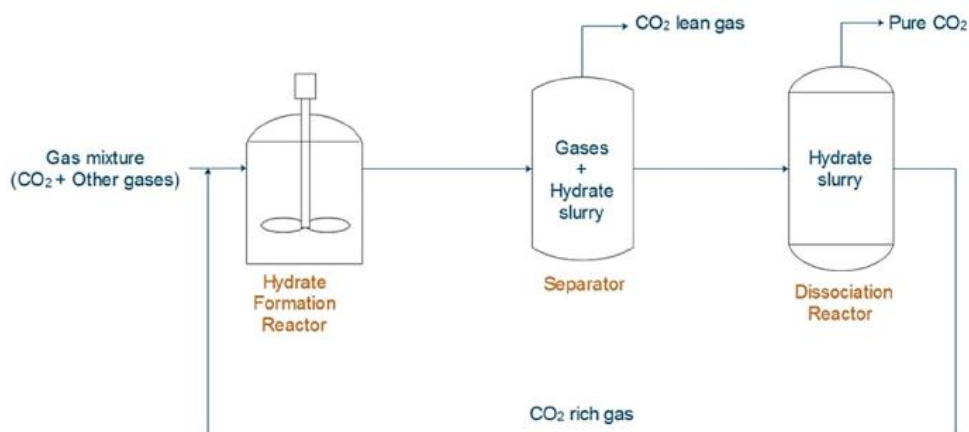 CO₂ lean gas
Pure CO₂
Gas mixture
(CO₂ + Other gases)
Gases
+
Hydrate
slurry
Hydrate
slurry
Hydrate
Formation
Reactor
Separator
Dissociation
Reactor
CO₂ rich gas